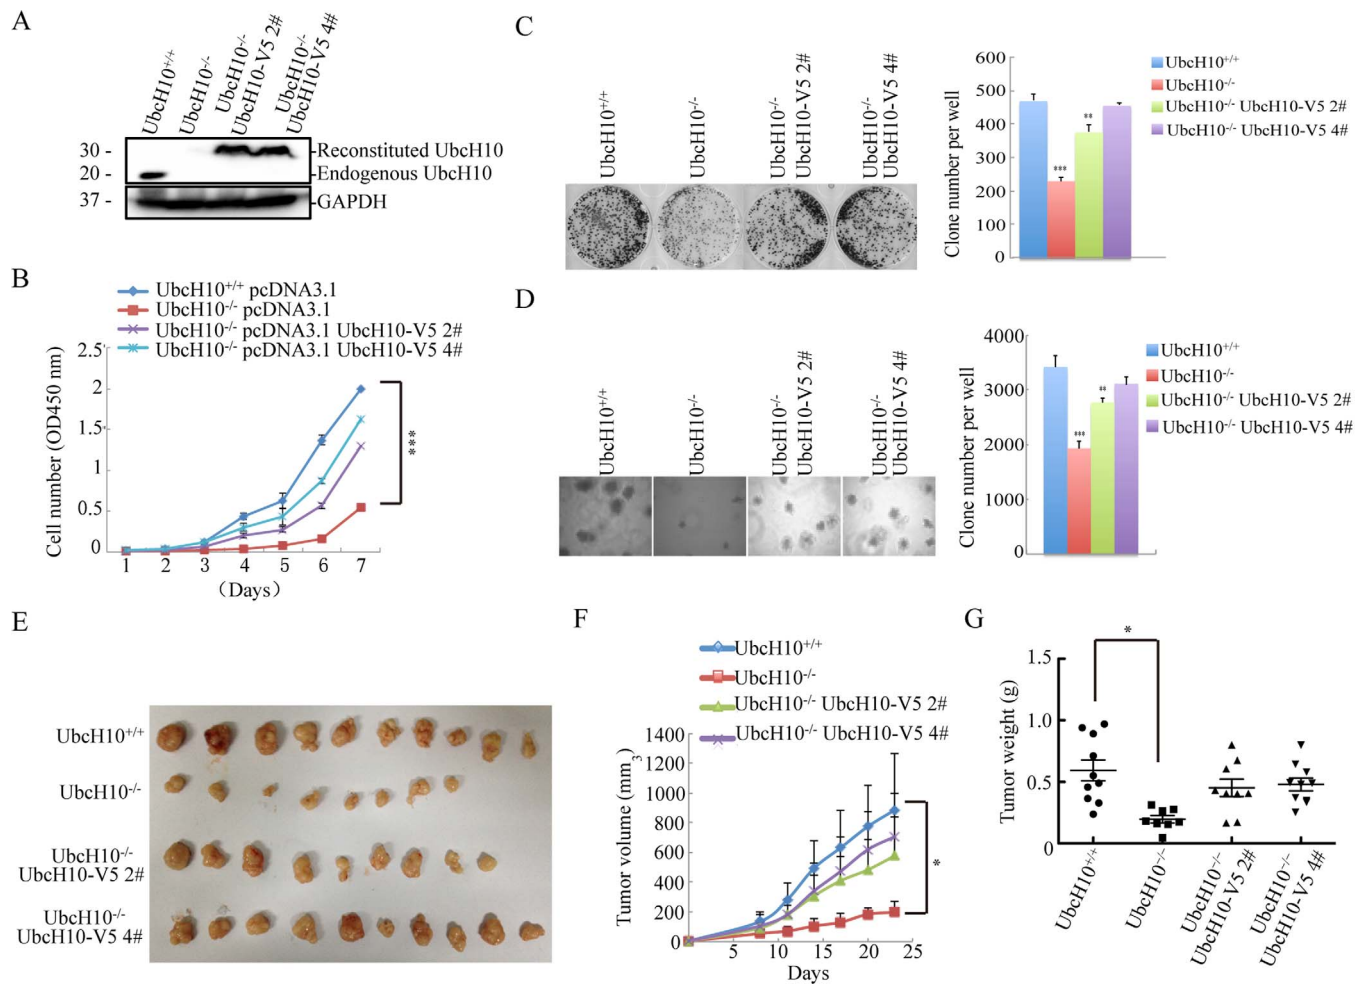 A
UbcH10+/+
UbcH10-/-
UbcH10-/-
UbcH10-V5 2#
UbcH10-/-
UbcH10-V5 4#
30 -
20 -
37 -
-Reconstituted UbcH10
-Endogenous UbcH10
-GAPDH
B
UbcH10+/+ pcDNA3.1
UbcH10-/- pcDNA3.1
UbcH10-/- pcDNA3.1 UbcH10-V5 2#
UbcH10-/- pcDNA3.1 UbcH10-V5 4#
Cell number (OD450 nm)
2.5
2
1.5
1
0.5
0
1 2 3 4 5 6 7
(Days)
***
C
UbcH10+/+
UbcH10-/-
UbcH10-/-
UbcH10-V5 2#
UbcH10-/-
UbcH10-V5 4#
Clone number per well
600
500
400
300
200
100
0
***
**
UbcH10+/+
UbcH10-/-
UbcH10-/- UbcH10-V5 2#
UbcH10-/- UbcH10-V5 4#
D
UbcH10+/+
UbcH10-/-
UbcH10-/-
UbcH10-V5 2#
UbcH10-/-
UbcH10-V5 4#
Clone number per well
4000
3000
2000
1000
0
***
**
UbcH10+/+
UbcH10-/-
UbcH10-/- UbcH10-V5 2#
UbcH10-/- UbcH10-V5 4#
E
UbcH10+/+
UbcH10-/-
UbcH10-/-
UbcH10-V5 2#
UbcH10-/-
UbcH10-V5 4#
F
UbcH10+/+
UbcH10-/-
UbcH10-/- UbcH10-V5 2#
UbcH10-/- UbcH10-V5 4#
Tumor volume (mm3)
1400
1200
1000
800
600
400
200
0
5 10 15 20 25
Days
*
G
*
Tumor weight (g)
1.5
1.0
0.5
0
UbcH10+/+
UbcH10-/-
UbcH10-/-
UbcH10-V5 2#
UbcH10-/-
UbcH10-V5 4#